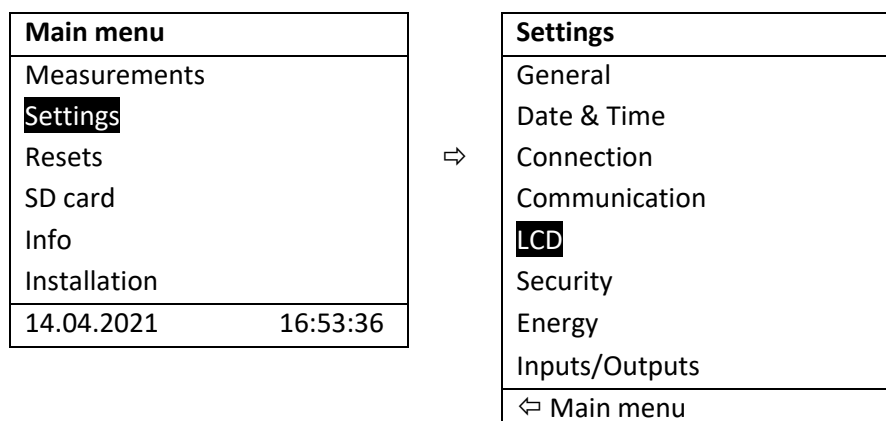 Main menu
Measurements
Settings
Resets
SD card
Info
Installation
14.04.2021 16:53:36
⇨
Settings
General
Date & Time
Connection
Communication
LCD
Security
Energy
Inputs/Outputs
⇦ Main menu